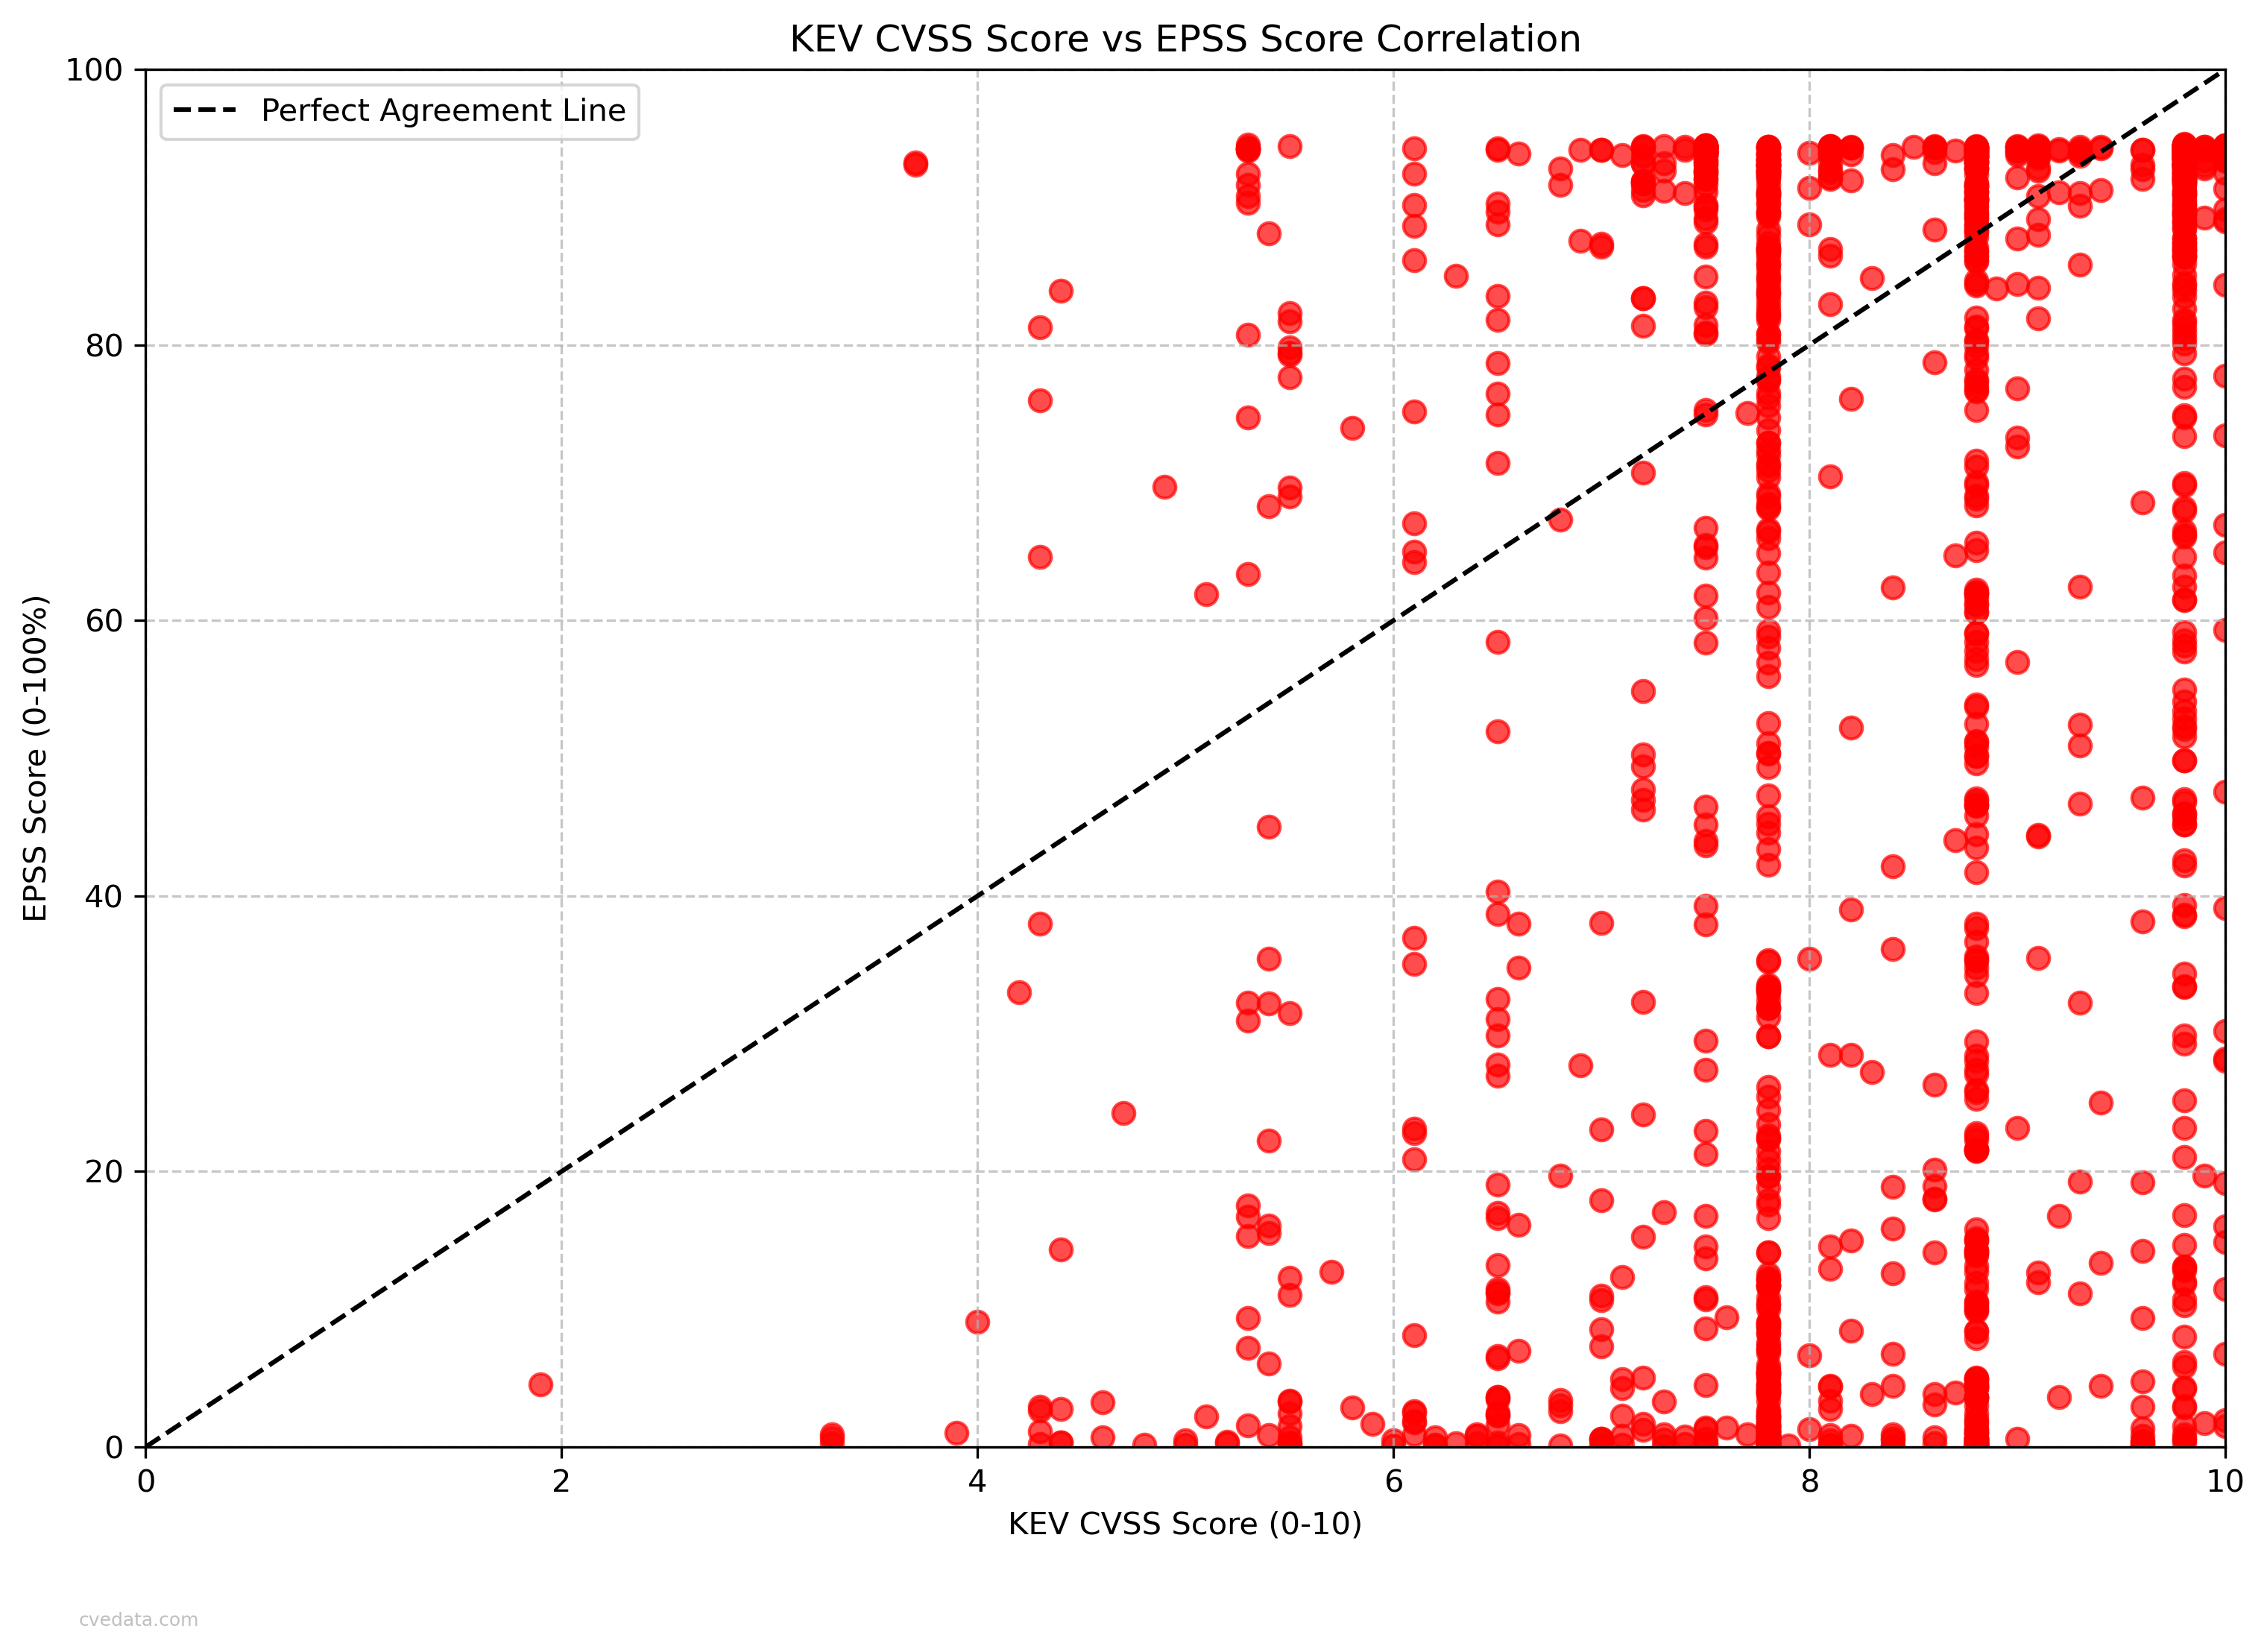 KEV CVSS Score vs EPSS Score Correlation
Perfect Agreement Line
EPSS Score (0-100%)
100
80
60
40
20
0
0 2 4 6 8 10
KEV CVSS Score (0-10)
cvedata.com